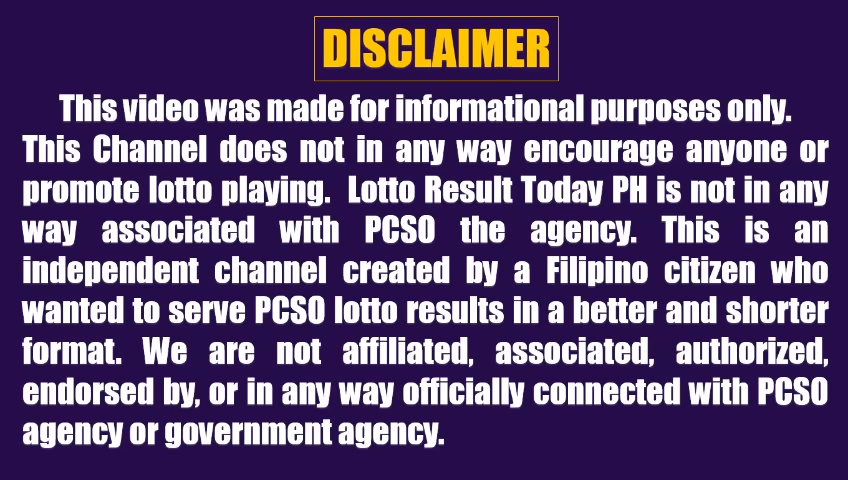 DISCLAIMER
This video was made for informational purposes only.
This Channel does not in any way encourage anyone or
promote lotto playing. Lotto Result Today PH is not in any
way associated with PCSO the agency. This is an
independent channel created by a Filipino citizen who
wanted to serve PCSO lotto results in a better and shorter
format. We are not affiliated, associated, authorized,
endorsed by, or in any way officially connected with PCSO
agency or government agency.